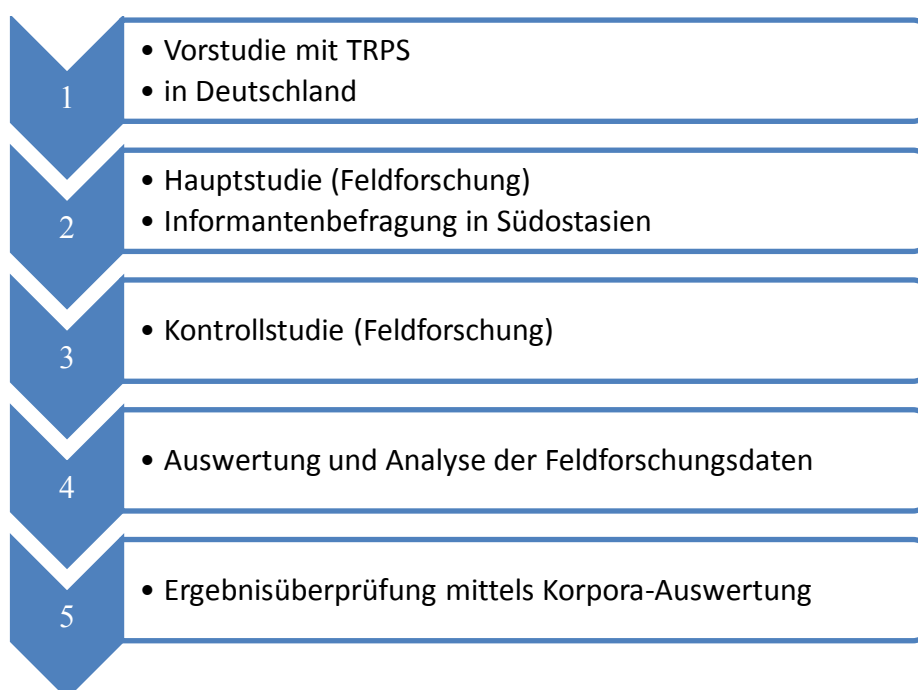 1
• Vorstudie mit TRPS
• in Deutschland
2
• Hauptstudie (Feldforschung)
• Informantenbefragung in Südostasien
3
• Kontrollstudie (Feldforschung)
4
• Auswertung und Analyse der Feldforschungsdaten
5
• Ergebnisüberprüfung mittels Korpora-Auswertung